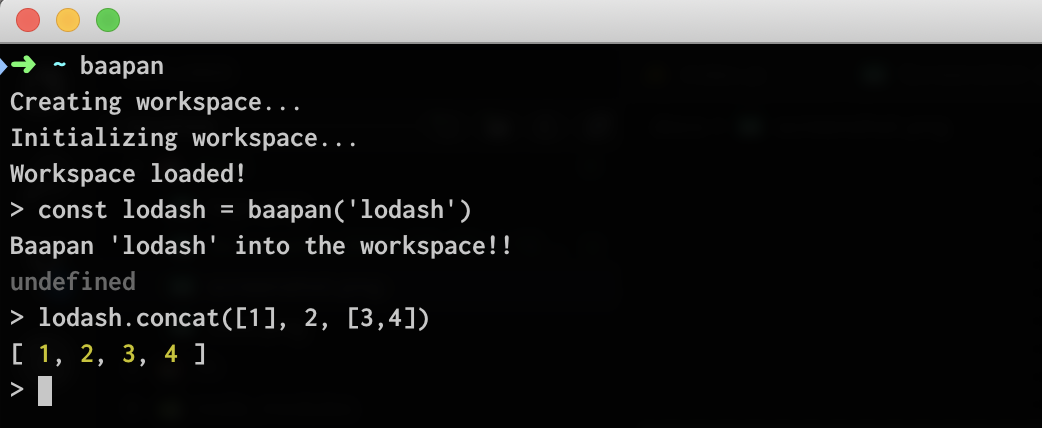 ➜ ~ baapan
Creating workspace...
Initializing workspace...
Workspace loaded!
> const lodash = baapan('lodash')
Baapan 'lodash' into the workspace!!
undefined
> lodash.concat([1], 2, [3,4])
[ 1, 2, 3, 4 ]
>